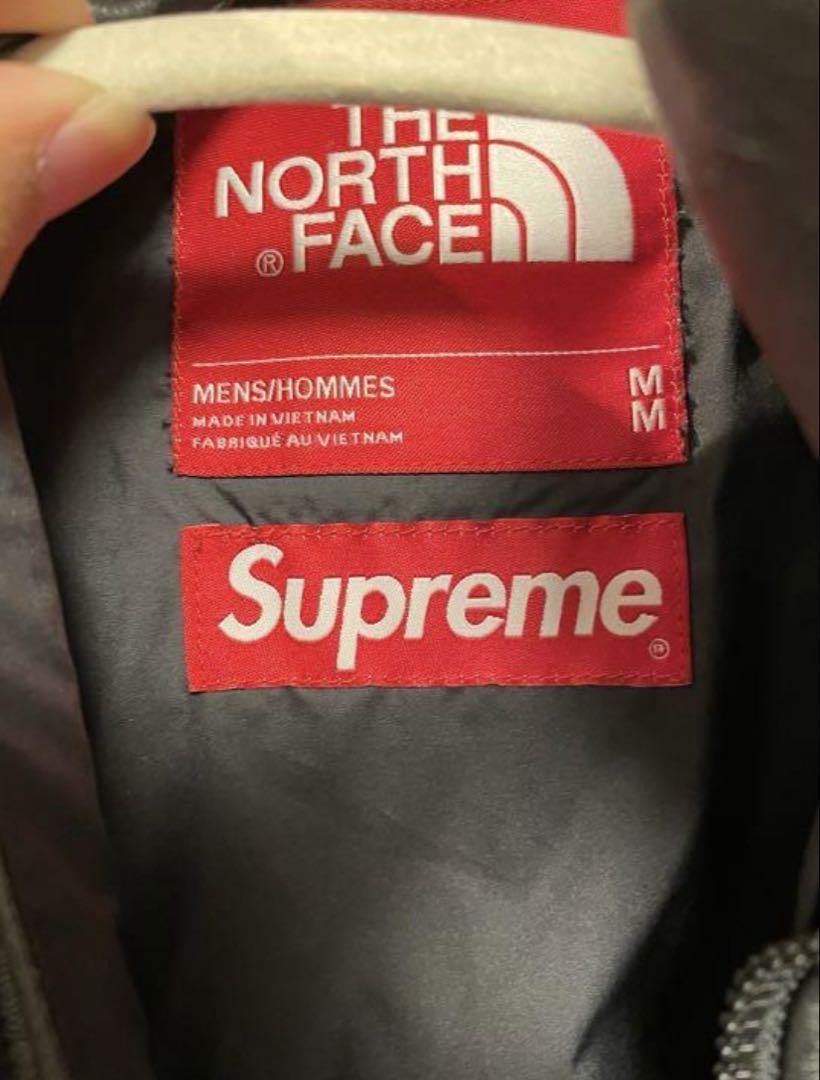 THE
NORTH
FACE
®
MENS/HOMMES M
MADE IN VIETNAM M
FABRIQUÉ AU VIETNAM
Supreme
®